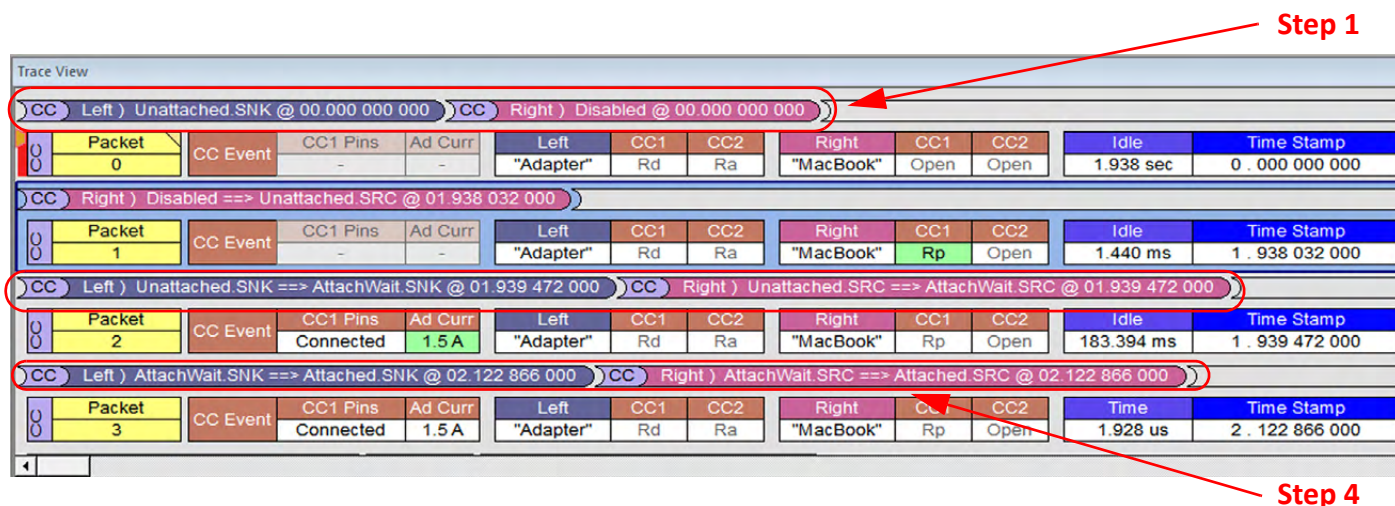 Step 1
Trace View
CC Left ) Unattached.SNK @ 00.000 000 000 CC Right ) Disabled @ 00.000 000 000
CC Packet CC Event CC1 Pins Ad Curr Left CC1 CC2 Right CC1 CC2 Idle Time Stamp
0 - - "Adapter" Rd Ra "MacBook" Open Open 1.938 sec 0 . 000 000 000
CC Right ) Disabled ==> Unattached.SRC @ 01.938 032 000
CC Packet CC Event CC1 Pins Ad Curr Left CC1 CC2 Right CC1 CC2 Idle Time Stamp
1 - - "Adapter" Rd Ra "MacBook" Rp Open 1.440 ms 1 . 938 032 000
CC Left ) Unattached.SNK ==> AttachWait.SNK @ 01.939 472 000 CC Right ) Unattached.SRC ==> AttachWait.SRC @ 01.939 472 000
CC Packet CC Event CC1 Pins Ad Curr Left CC1 CC2 Right CC1 CC2 Idle Time Stamp
2 Connected 1.5 A "Adapter" Rd Ra "MacBook" Rp Open 183.394 ms 1 . 939 472 000
CC Left ) AttachWait.SNK ==> Attached.SNK @ 02.122 866 000 CC Right ) AttachWait.SRC ==> Attached.SRC @ 02.122 866 000
CC Packet CC Event CC1 Pins Ad Curr Left CC1 CC2 Right CC1 CC2 Time Time Stamp
3 Connected 1.5 A "Adapter" Rd Ra "MacBook" Rp Open 1.928 us 2 . 122 866 000
Step 4